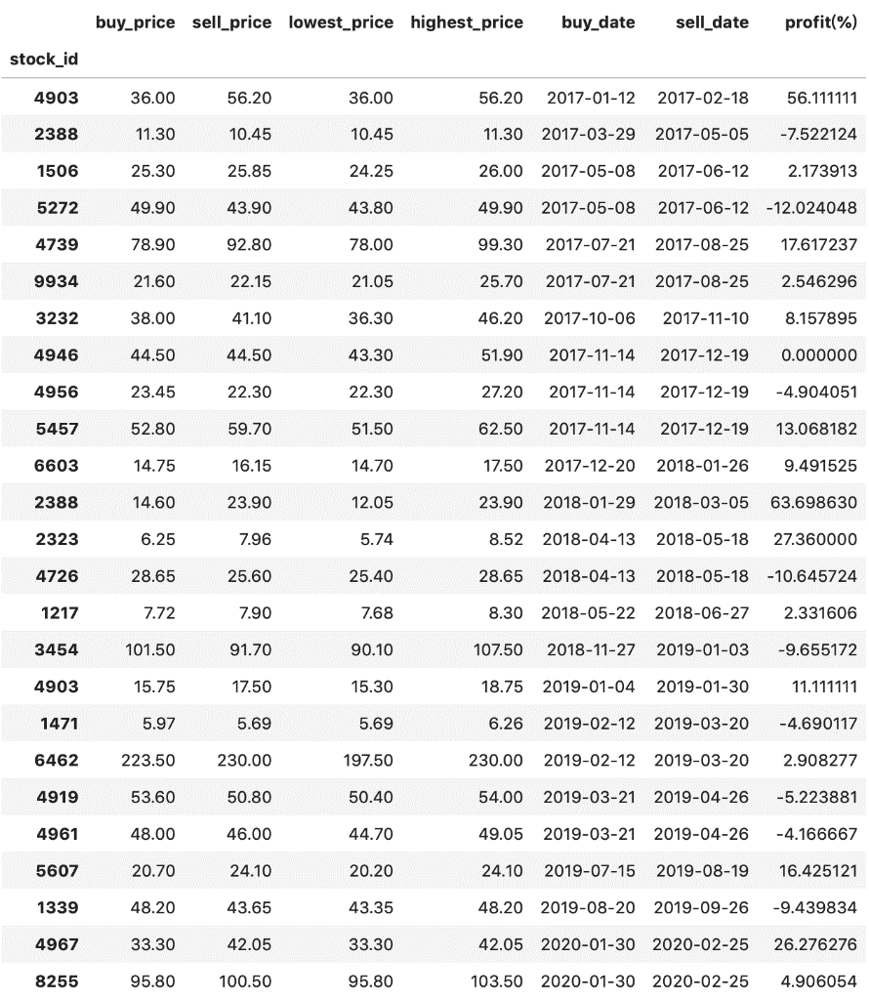 buy_price sell_price lowest_price highest_price buy_date sell_date profit(%)
stock_id
4903 36.00 56.20 36.00 56.20 2017-01-12 2017-02-18 56.111111
2388 11.30 10.45 10.45 11.30 2017-03-29 2017-05-05 -7.522124
1506 25.30 25.85 24.25 26.00 2017-05-08 2017-06-12 2.173913
5272 49.90 43.90 43.80 49.90 2017-05-08 2017-06-12 -12.024048
4739 78.90 92.80 78.00 99.30 2017-07-21 2017-08-25 17.617237
9934 21.60 22.15 21.05 25.70 2017-07-21 2017-08-25 2.546296
3232 38.00 41.10 36.30 46.20 2017-10-06 2017-11-10 8.157895
4946 44.50 44.50 43.30 51.90 2017-11-14 2017-12-19 0.000000
4956 23.45 22.30 22.30 27.20 2017-11-14 2017-12-19 -4.904051
5457 52.80 59.70 51.50 62.50 2017-11-14 2017-12-19 13.068182
6603 14.75 16.15 14.70 17.50 2017-12-20 2018-01-26 9.491525
2388 14.60 23.90 12.05 23.90 2018-01-29 2018-03-05 63.698630
2323 6.25 7.96 5.74 8.52 2018-04-13 2018-05-18 27.360000
4726 28.65 25.60 25.40 28.65 2018-04-13 2018-05-18 -10.645724
1217 7.72 7.90 7.68 8.30 2018-05-22 2018-06-27 2.331606
3454 101.50 91.70 90.10 107.50 2018-11-27 2019-01-03 -9.655172
4903 15.75 17.50 15.30 18.75 2019-01-04 2019-01-30 11.111111
1471 5.97 5.69 5.69 6.26 2019-02-12 2019-03-20 -4.690117
6462 223.50 230.00 197.50 230.00 2019-02-12 2019-03-20 2.908277
4919 53.60 50.80 50.40 54.00 2019-03-21 2019-04-26 -5.223881
4961 48.00 46.00 44.70 49.05 2019-03-21 2019-04-26 -4.166667
5607 20.70 24.10 20.20 24.10 2019-07-15 2019-08-19 16.425121
1339 48.20 43.65 43.35 48.20 2019-08-20 2019-09-26 -9.439834
4967 33.30 42.05 33.30 42.05 2020-01-30 2020-02-25 26.276276
8255 95.80 100.50 95.80 103.50 2020-01-30 2020-02-25 4.906054